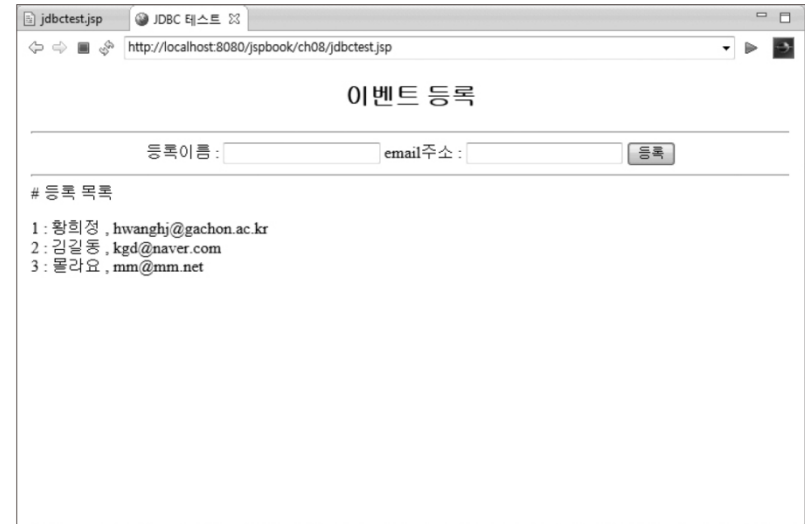 jdbctest.jsp JDBC 테스트
http://localhost:8080/jspbook/ch08/jdbctest.jsp
이벤트 등록
등록이름 : email주소 : 등록
# 등록 목록
1 : 황희정 , hwanghj@gachon.ac.kr
2 : 김길동 , kgd@naver.com
3 : 몰라요 , mm@mm.net